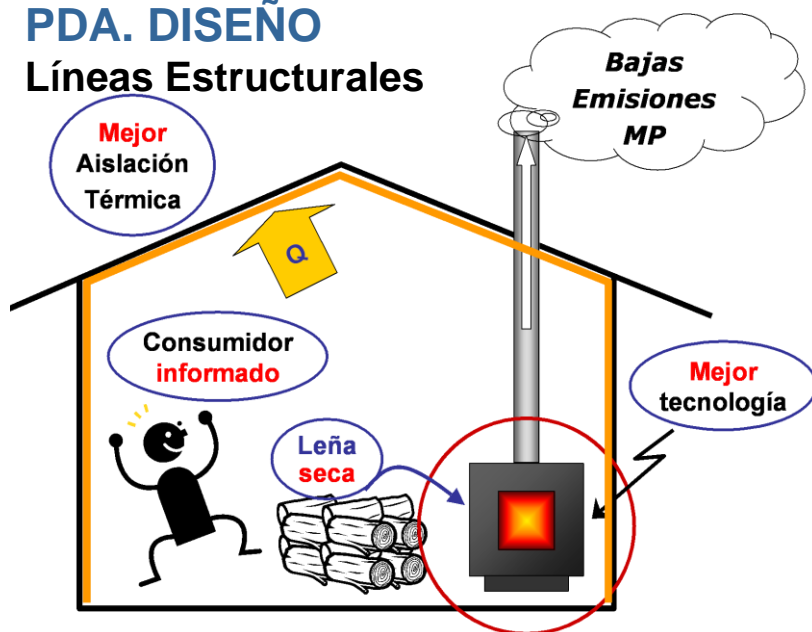 PDA. DISEÑO
Líneas Estructurales
Bajas
Emisiones
MP
Mejor
Aislación
Térmica
Q
Consumidor
informado
Mejor
tecnología
Leña
seca